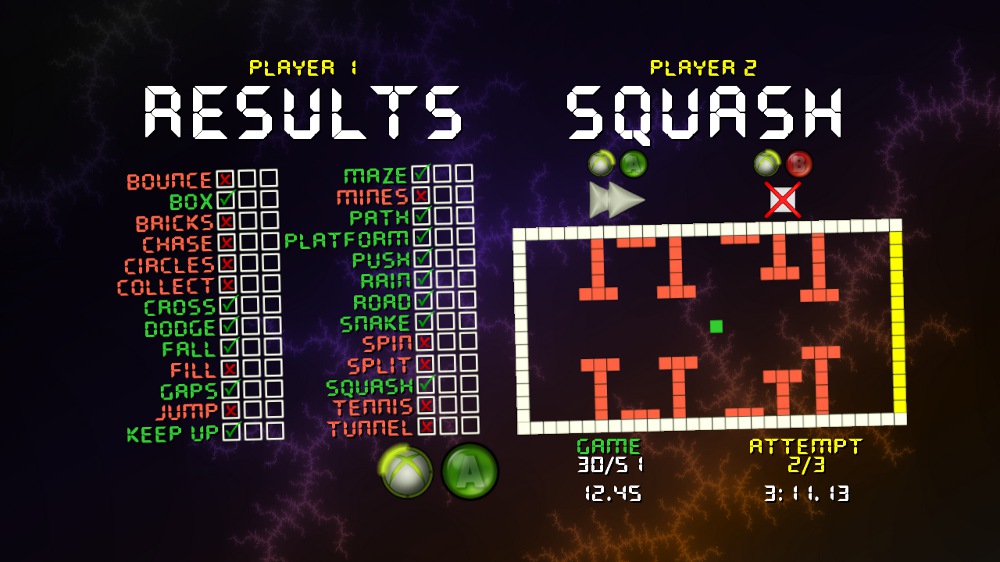 PLAYER 1
RESULTS
BOUNCE
BOX
BRICKS
CHASE
CIRCLES
COLLECT
CROSS
DODGE
FALL
FILL
GAPS
JUMP
KEEP UP
MAZE
MINES
PATH
PLATFORM
PUSH
RAIN
ROAD
SNAKE
SPIN
SPLIT
SQUASH
TENNIS
TUNNEL
A
PLAYER 2
SQUASH
A
B
GAME
30/51
12.45
ATTEMPT
2/3
3:11.13